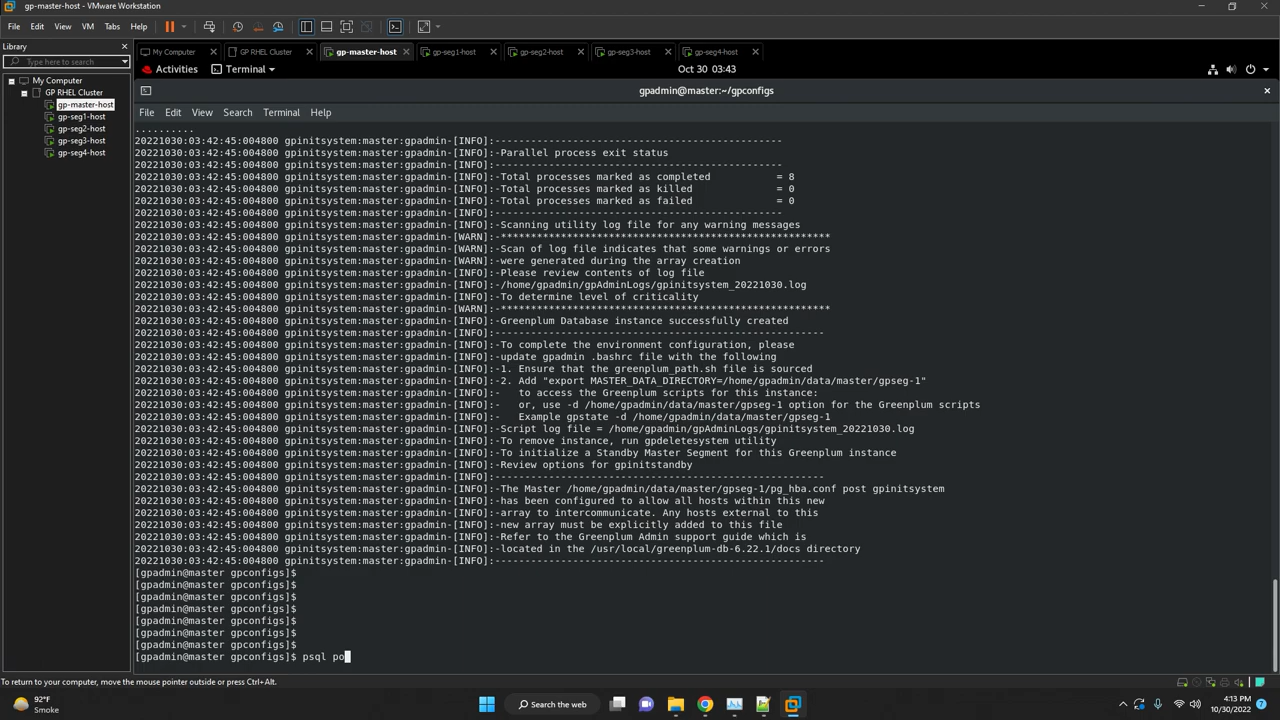 gp-master-host - VMware Workstation
File Edit View VM Tabs Help
Library
My Computer GP RHEL Cluster gp-master-host gp-seg1-host gp-seg2-host gp-seg3-host gp-seg4-host
Type here to search
Activities Terminal Oct 30 03:43
My Computer
GP RHEL Cluster
gp-master-host
gp-seg1-host
gp-seg2-host
gp-seg3-host
gp-seg4-host
gpadmin@master:~/gpconfigs
File Edit View Search Terminal Help
..........
20221030:03:42:45:004800 gpinitsystem:master:gpadmin-[INFO]:------------------------------------------------
20221030:03:42:45:004800 gpinitsystem:master:gpadmin-[INFO]:-Parallel process exit status
20221030:03:42:45:004800 gpinitsystem:master:gpadmin-[INFO]:------------------------------------------------
20221030:03:42:45:004800 gpinitsystem:master:gpadmin-[INFO]:-Total processes marked as completed           = 8
20221030:03:42:45:004800 gpinitsystem:master:gpadmin-[INFO]:-Total processes marked as killed              = 0
20221030:03:42:45:004800 gpinitsystem:master:gpadmin-[INFO]:-Total processes marked as failed              = 0
20221030:03:42:45:004800 gpinitsystem:master:gpadmin-[INFO]:------------------------------------------------
20221030:03:42:45:004800 gpinitsystem:master:gpadmin-[INFO]:-Scanning utility log file for any warning messages
20221030:03:42:45:004800 gpinitsystem:master:gpadmin-[WARN]:-*******************************************************
20221030:03:42:45:004800 gpinitsystem:master:gpadmin-[WARN]:-Scan of log file indicates that some warnings or errors
20221030:03:42:45:004800 gpinitsystem:master:gpadmin-[WARN]:-were generated during the array creation
20221030:03:42:45:004800 gpinitsystem:master:gpadmin-[INFO]:-Please review contents of log file
20221030:03:42:45:004800 gpinitsystem:master:gpadmin-[INFO]:-/home/gpadmin/gpAdminLogs/gpinitsystem_20221030.log
20221030:03:42:45:004800 gpinitsystem:master:gpadmin-[INFO]:-To determine level of criticality
20221030:03:42:45:004800 gpinitsystem:master:gpadmin-[WARN]:-*******************************************************
20221030:03:42:45:004800 gpinitsystem:master:gpadmin-[INFO]:-Greenplum Database instance successfully created
20221030:03:42:45:004800 gpinitsystem:master:gpadmin-[INFO]:-------------------------------------------------------
20221030:03:42:45:004800 gpinitsystem:master:gpadmin-[INFO]:-To complete the environment configuration, please
20221030:03:42:45:004800 gpinitsystem:master:gpadmin-[INFO]:-update gpadmin .bashrc file with the following
20221030:03:42:45:004800 gpinitsystem:master:gpadmin-[INFO]:-1. Ensure that the greenplum_path.sh file is sourced
20221030:03:42:45:004800 gpinitsystem:master:gpadmin-[INFO]:-2. Add "export MASTER_DATA_DIRECTORY=/home/gpadmin/data/master/gpseg-1"
20221030:03:42:45:004800 gpinitsystem:master:gpadmin-[INFO]:-   to access the Greenplum scripts for this instance:
20221030:03:42:45:004800 gpinitsystem:master:gpadmin-[INFO]:-   or, use -d /home/gpadmin/data/master/gpseg-1 option for the Greenplum scripts
20221030:03:42:45:004800 gpinitsystem:master:gpadmin-[INFO]:-   Example gpstate -d /home/gpadmin/data/master/gpseg-1
20221030:03:42:45:004800 gpinitsystem:master:gpadmin-[INFO]:-Script log file = /home/gpadmin/gpAdminLogs/gpinitsystem_20221030.log
20221030:03:42:45:004800 gpinitsystem:master:gpadmin-[INFO]:-To remove instance, run gpdeletesystem utility
20221030:03:42:45:004800 gpinitsystem:master:gpadmin-[INFO]:-To initialize a Standby Master Segment for this Greenplum instance
20221030:03:42:45:004800 gpinitsystem:master:gpadmin-[INFO]:-Review options for gpinitstandby
20221030:03:42:45:004800 gpinitsystem:master:gpadmin-[INFO]:-------------------------------------------------------
20221030:03:42:45:004800 gpinitsystem:master:gpadmin-[INFO]:-The Master /home/gpadmin/data/master/gpseg-1/pg_hba.conf post gpinitsystem
20221030:03:42:45:004800 gpinitsystem:master:gpadmin-[INFO]:-has been configured to allow all hosts within this new
20221030:03:42:45:004800 gpinitsystem:master:gpadmin-[INFO]:-array to intercommunicate. Any hosts external to this
20221030:03:42:45:004800 gpinitsystem:master:gpadmin-[INFO]:-new array must be explicitly added to this file
20221030:03:42:45:004800 gpinitsystem:master:gpadmin-[INFO]:-Refer to the Greenplum Admin support guide which is
20221030:03:42:45:004800 gpinitsystem:master:gpadmin-[INFO]:-located in the /usr/local/greenplum-db-6.22.1/docs directory
20221030:03:42:45:004800 gpinitsystem:master:gpadmin-[INFO]:-------------------------------------------------------
[gpadmin@master gpconfigs]$
[gpadmin@master gpconfigs]$
[gpadmin@master gpconfigs]$
[gpadmin@master gpconfigs]$
[gpadmin@master gpconfigs]$
[gpadmin@master gpconfigs]$
[gpadmin@master gpconfigs]$
[gpadmin@master gpconfigs]$ psql po
To return to your computer, move the mouse pointer outside or press Ctrl+Alt.
92°F
Smoke
Search the web
4:13 PM
10/30/2022